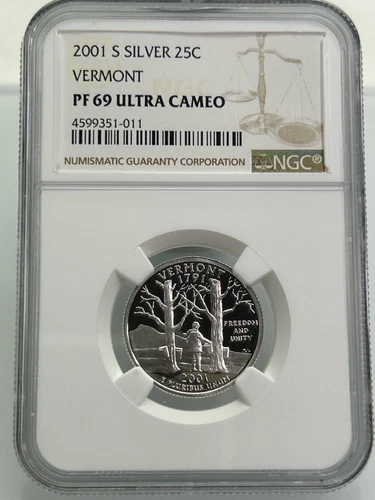 2001 S SILVER 25C
VERMONT
PF 69 ULTRA CAMEO
4599351-011
NUMISMATIC GUARANTY CORPORATION
NGC®
VERMONT
1791
FREEDOM
AND
UNITY
2001
E PLURIBUS UNUM